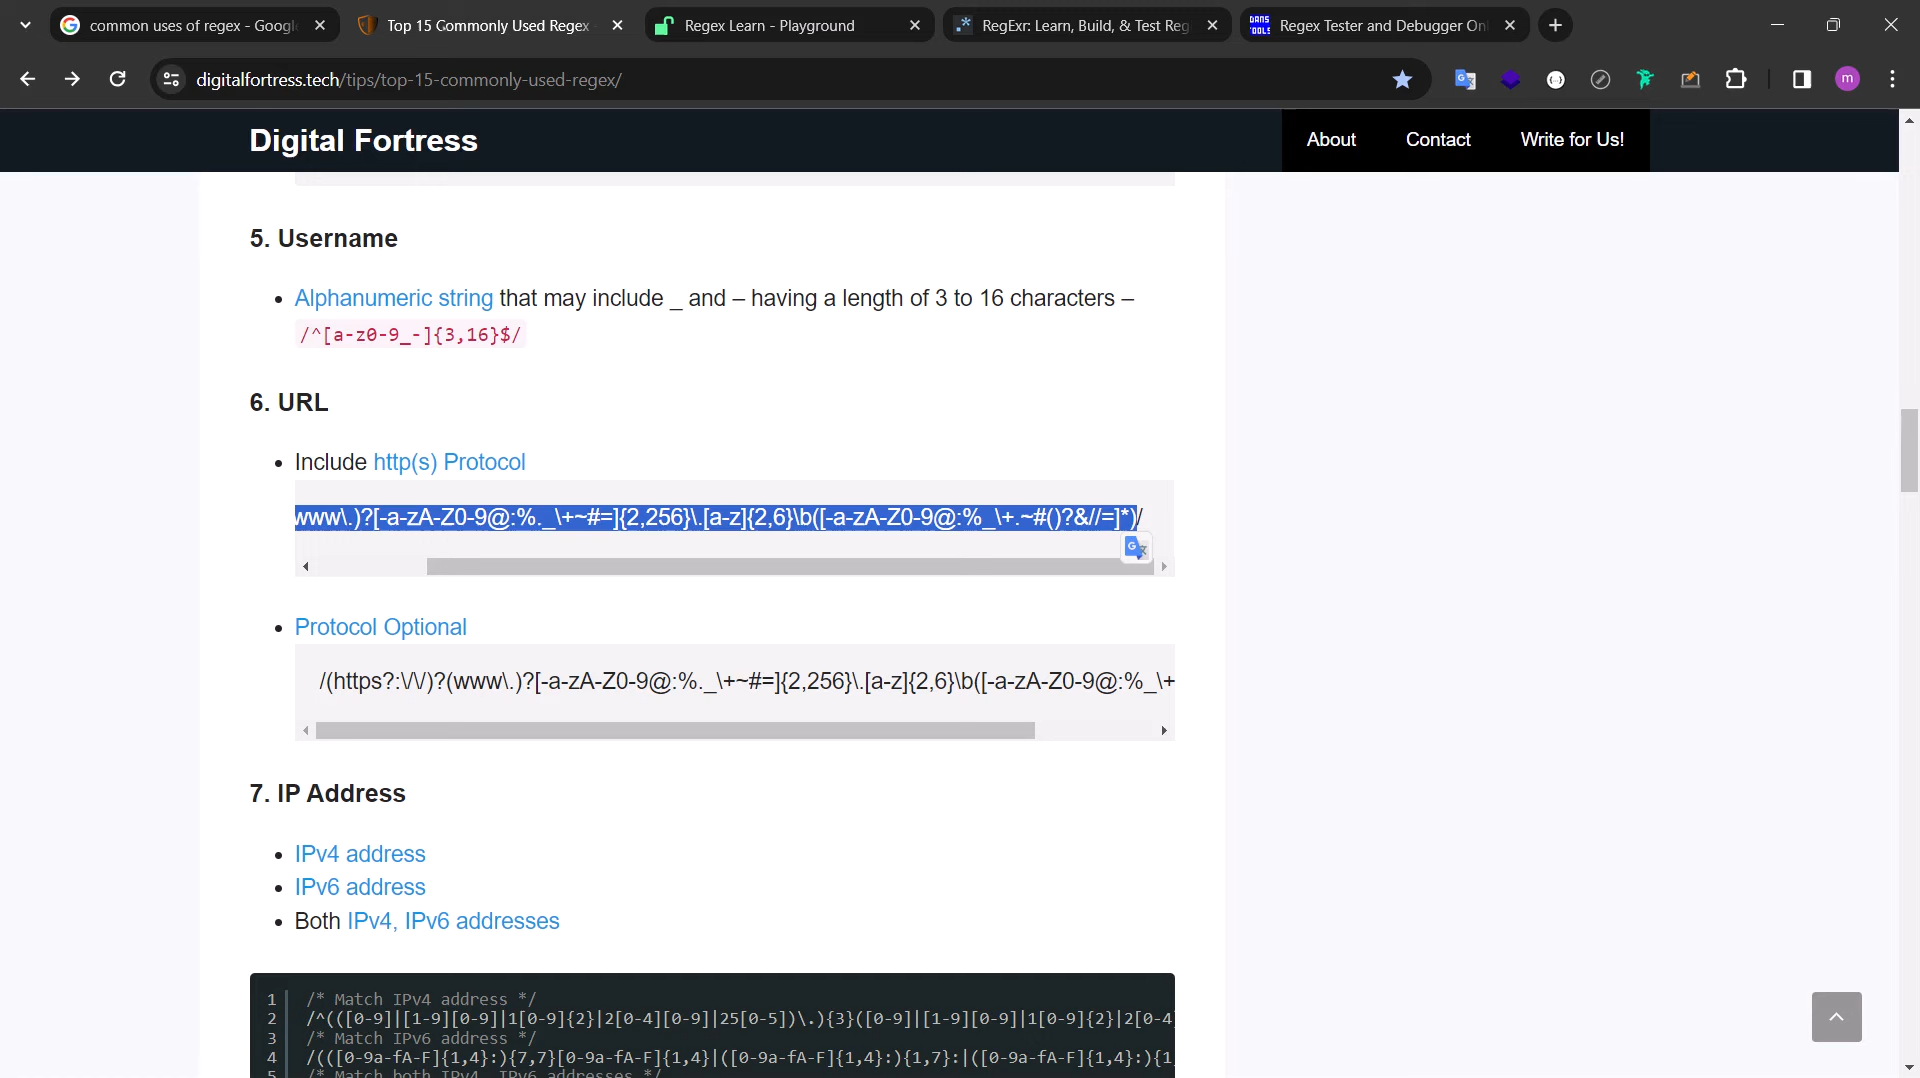 common uses of regex - Googl
Top 15 Commonly Used Regex
Regex Learn - Playground
RegExr: Learn, Build, & Test Reg
Regex Tester and Debugger Onl
digitalfortress.tech/tips/top-15-commonly-used-regex/
m
Digital Fortress
About
Contact
Write for Us!
5. Username
• Alphanumeric string that may include _ and – having a length of 3 to 16 characters –
/^[a-z0-9_-]{3,16}$/
6. URL
• Include http(s) Protocol
www\.)?[-a-zA-Z0-9@:%._\+~#=]{2,256}\.[a-z]{2,6}\b([-a-zA-Z0-9@:%_\+.~#()?&//=]*)/
• Protocol Optional
/(https?:\/\/)?(www\.)?[-a-zA-Z0-9@:%._\+~#=]{2,256}\.[a-z]{2,6}\b([-a-zA-Z0-9@:%_\+
7. IP Address
• IPv4 address
• IPv6 address
• Both IPv4, IPv6 addresses
1 /* Match IPv4 address */
2 /^(([0-9]|[1-9][0-9]|1[0-9]{2}|2[0-4][0-9]|25[0-5])\.){3}([0-9]|[1-9][0-9]|1[0-9]{2}|2[0-4]
3 /* Match IPv6 address */
4 /(([0-9a-fA-F]{1,4}:){7,7}[0-9a-fA-F]{1,4}|([0-9a-fA-F]{1,4}:){1,7}:|([0-9a-fA-F]{1,4}:){1
5 /* Match both IPv4, IPv6 addresses */